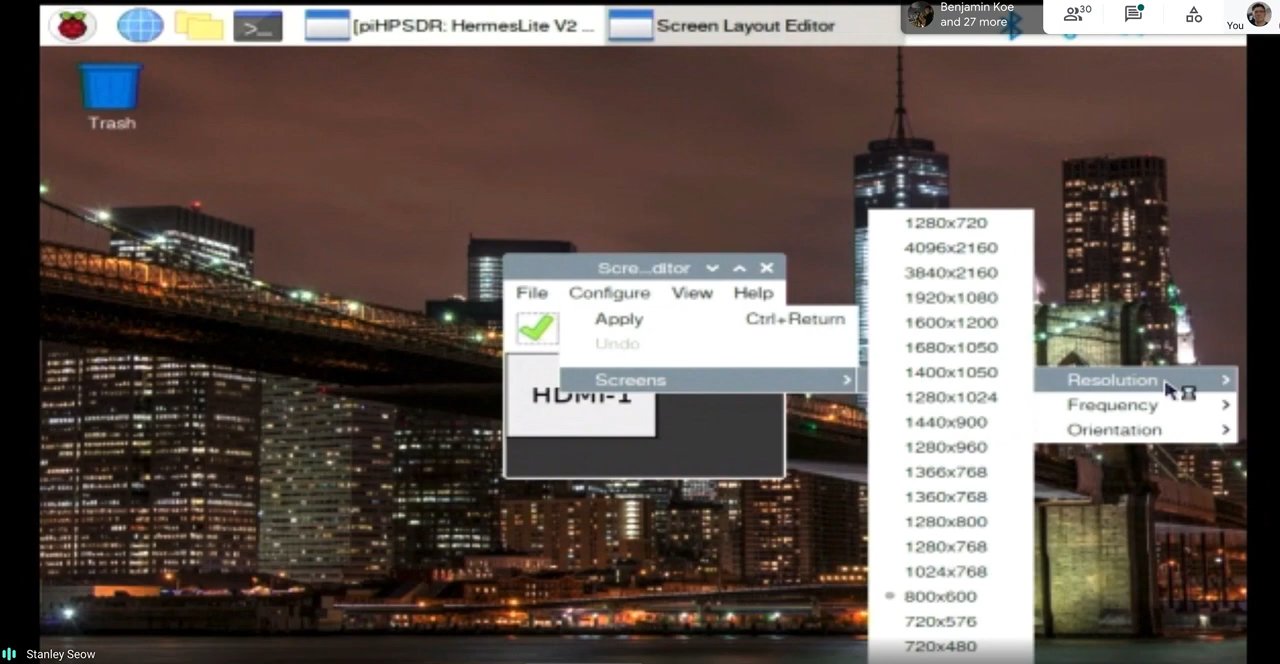 [piHPSDR: HermesLite V2 ...
Screen Layout Editor
Benjamin Koe
and 27 more
30
You
Trash
Scre...ditor
File Configure View Help
Apply Ctrl+Return
Undo
Screens
HDMI-1
1280x720
4096x2160
3840x2160
1920x1080
1600x1200
1680x1050
1400x1050
1280x1024
1440x900
1280x960
1366x768
1360x768
1280x800
1280x768
1024x768
800x600
720x576
720x480
Resolution
Frequency
Orientation
Stanley Seow